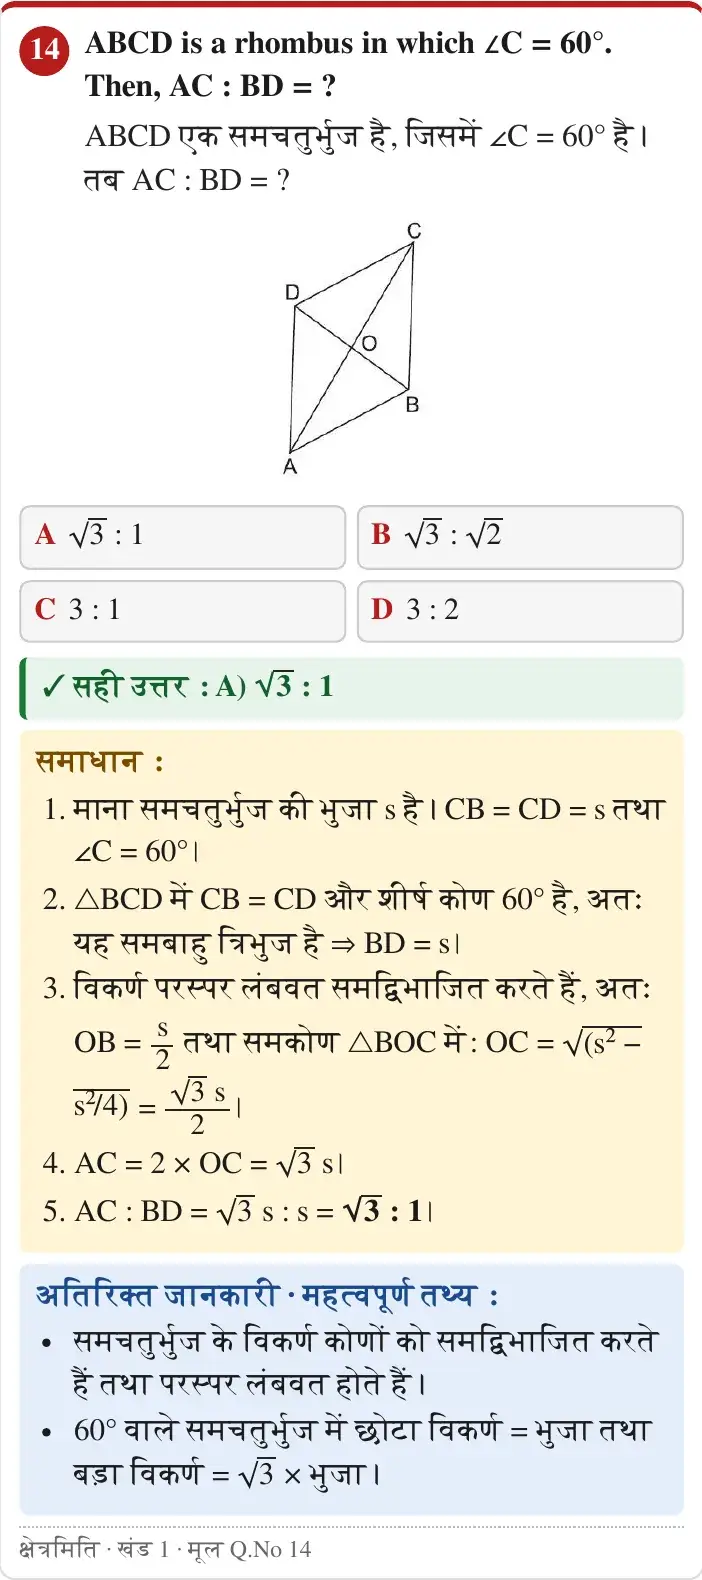 14 ABCD is a rhombus in which ∠C = 60°.
Then, AC : BD = ?
ABCD एक समचतुर्भुज है, जिसमें ∠C = 60° है।
तब AC : BD = ?
C
D
O
B
A
A √3 : 1
B √3 : √2
C 3 : 1
D 3 : 2
✓ सही उत्तर : A) √3 : 1
समाधान :
1. माना समचतुर्भुज की भुजा s है। CB = CD = s तथा
∠C = 60°।
2. △BCD में CB = CD और शीर्ष कोण 60° है, अतः
यह समबाहु त्रिभुज है ⇒ BD = s।
3. विकर्ण परस्पर लंबवत समद्विभाजित करते हैं, अतः
OB = s/2 तथा समकोण △BOC में : OC = √(s² −
s²/4) = √3 s/2।
4. AC = 2 × OC = √3 s।
5. AC : BD = √3 s : s = √3 : 1।
अतिरिक्त जानकारी · महत्वपूर्ण तथ्य :
• समचतुर्भुज के विकर्ण कोणों को समद्विभाजित करते
हैं तथा परस्पर लंबवत होते हैं।
• 60° वाले समचतुर्भुज में छोटा विकर्ण = भुजा तथा
बड़ा विकर्ण = √3 × भुजा।
क्षेत्रमिति · खंड 1 · मूल Q.No 14